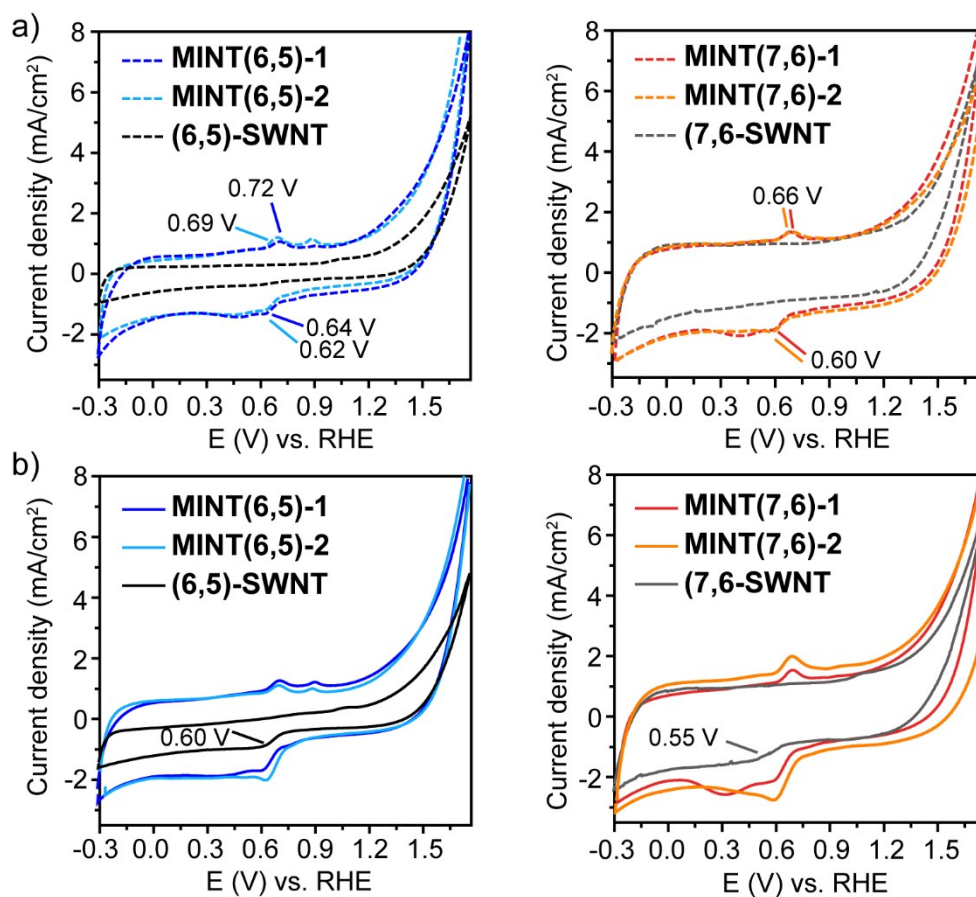 a)
8
6
4
2
0
-2
Current density (mA/cm²)
MINT(6,5)-1
MINT(6,5)-2
(6,5)-SWNT
0.72 V
0.69 V
0.64 V
0.62 V
-0.3 0.0 0.3 0.6 0.9 1.2 1.5
E (V) vs. RHE
8
6
4
2
0
-2
Current density (mA/cm²)
MINT(7,6)-1
MINT(7,6)-2
(7,6-SWNT
0.66 V
0.60 V
-0.3 0.0 0.3 0.6 0.9 1.2 1.5
E (V) vs. RHE
b)
8
6
4
2
0
-2
Current density (mA/cm²)
MINT(6,5)-1
MINT(6,5)-2
(6,5)-SWNT
0.60 V
-0.3 0.0 0.3 0.6 0.9 1.2 1.5
E (V) vs. RHE
8
6
4
2
0
-2
Current density (mA/cm²)
MINT(7,6)-1
MINT(7,6)-2
(7,6-SWNT
0.55 V
-0.3 0.0 0.3 0.6 0.9 1.2 1.5
E (V) vs. RHE